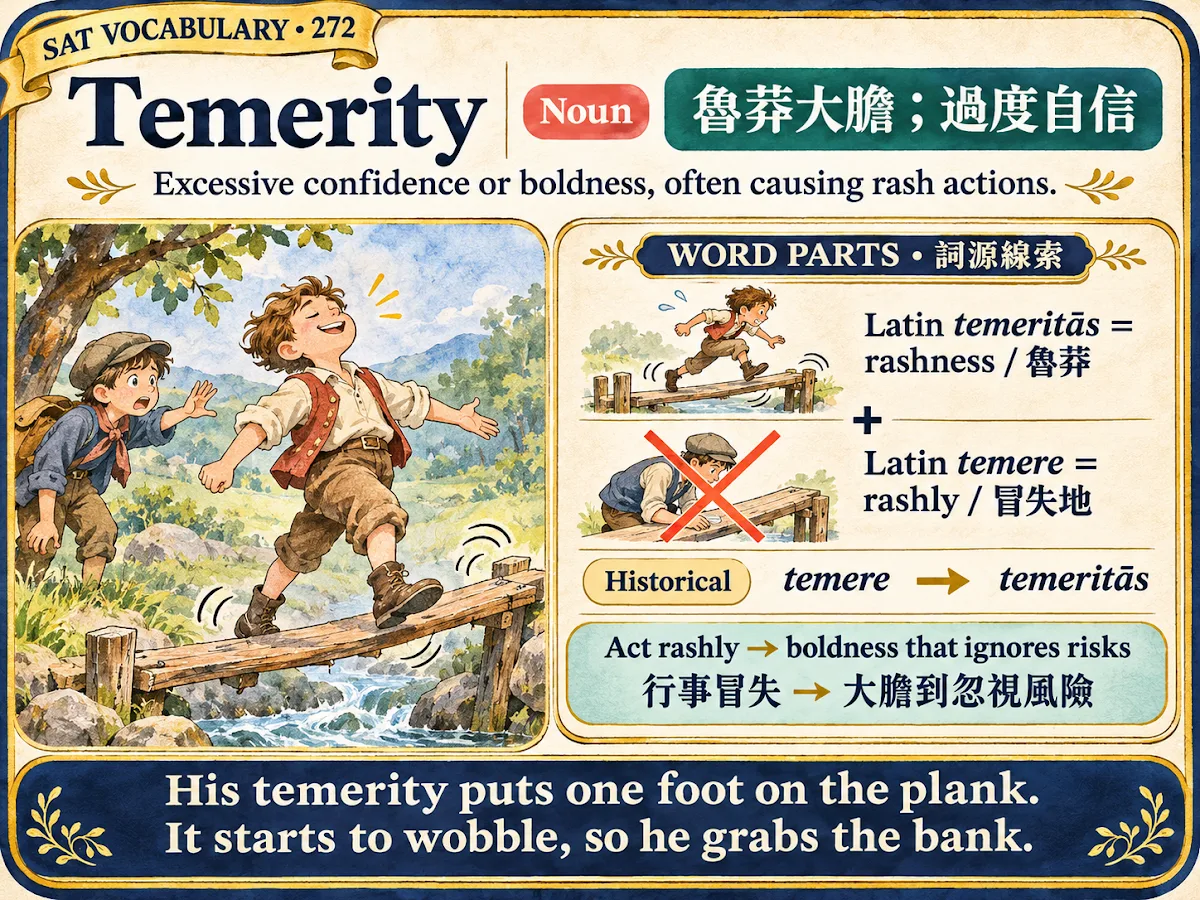 SAT VOCABULARY • 272
Temerity
Noun
魯莽大膽；過度自信
Excessive confidence or boldness, often causing rash actions.
WORD PARTS • 詞源線索
Latin temeritās =
rashness / 魯莽
+
Latin temere =
rashly / 冒失地
Historical temere → temeritās
Act rashly → boldness that ignores risks
行事冒失 → 大膽到忽視風險
His temerity puts one foot on the plank.
It starts to wobble, so he grabs the bank.